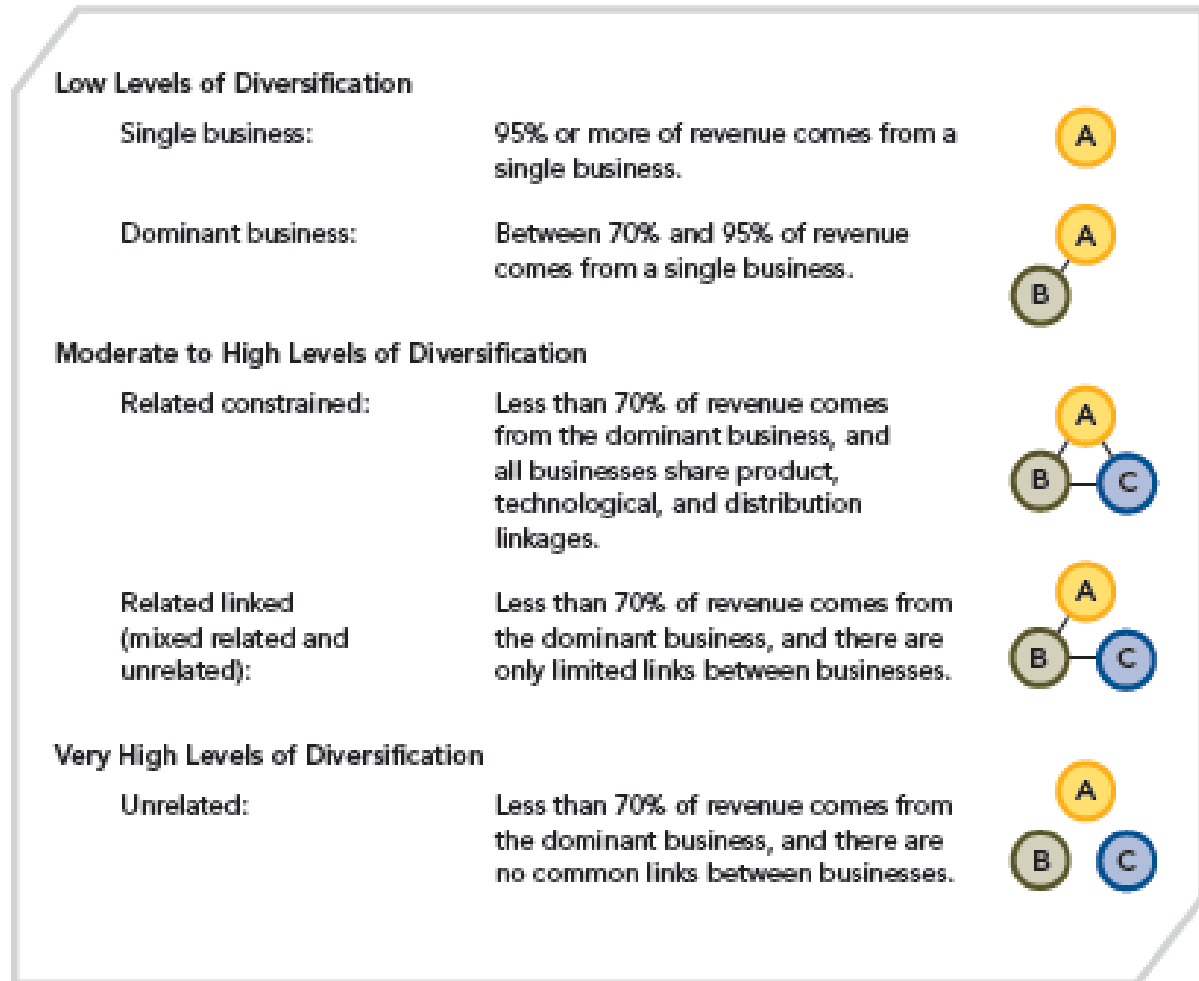 Low Levels of Diversification
Single business:
95% or more of revenue comes from a
single business.
A
Dominant business:
Between 70% and 95% of revenue
comes from a single business.
A
B
Moderate to High Levels of Diversification
Related constrained:
Less than 70% of revenue comes
from the dominant business, and
all businesses share product,
technological, and distribution
linkages.
A
B
C
Related linked
(mixed related and
unrelated):
Less than 70% of revenue comes from
the dominant business, and there are
only limited links between businesses.
A
B
C
Very High Levels of Diversification
Unrelated:
Less than 70% of revenue comes from
the dominant business, and there are
no common links between businesses.
A
B
C